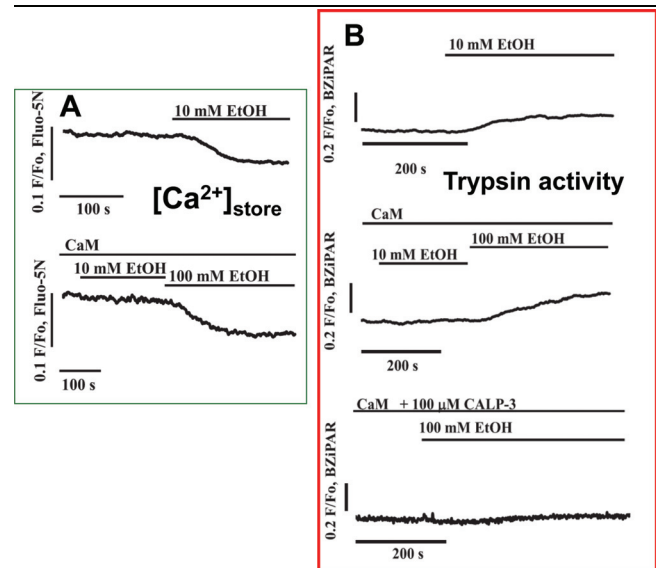 A
0.1 F/Fo, Fluo-5N
10 mM EtOH
100 s
[Ca²⁺]store
CaM
10 mM EtOH
100 mM EtOH
0.1 F/Fo, Fluo-5N
100 s
B
10 mM EtOH
0.2 F/Fo, BZiPAR
200 s
Trypsin activity
CaM
100 mM EtOH
10 mM EtOH
0.2 F/Fo, BZiPAR
200 s
CaM + 100 μM CALP-3
100 mM EtOH
0.2 F/Fo, BZiPAR
200 s